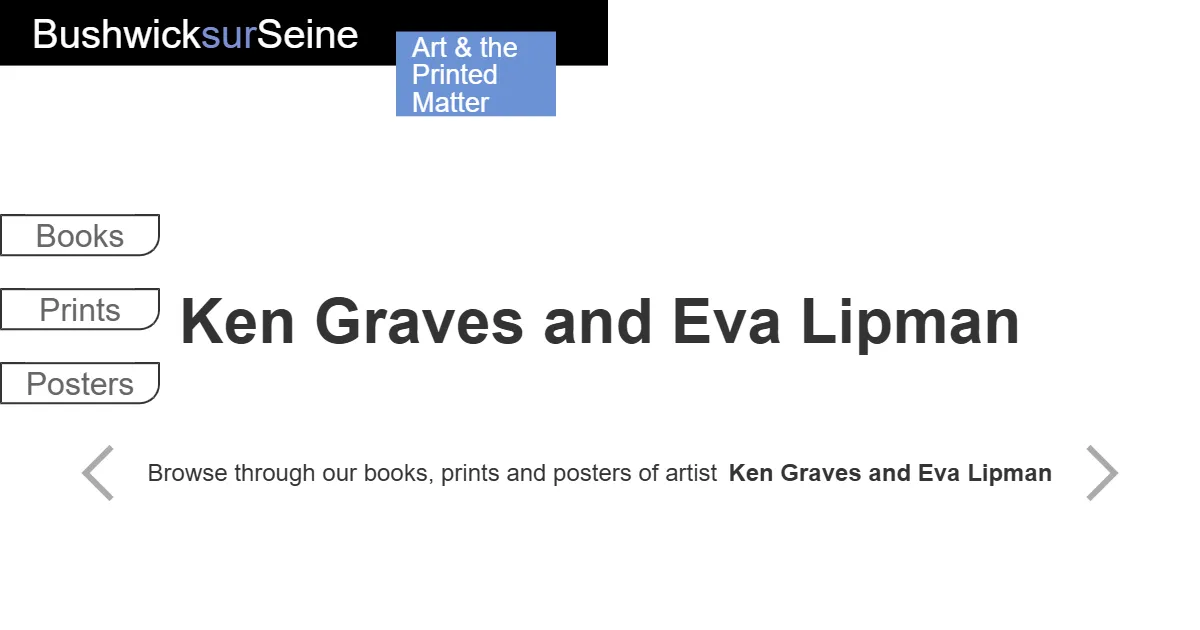 BushwicksurSeine
Art & the
Printed
Matter
Books
Prints
Posters
Ken Graves and Eva Lipman
Browse through our books, prints and posters of artist Ken Graves and Eva Lipman